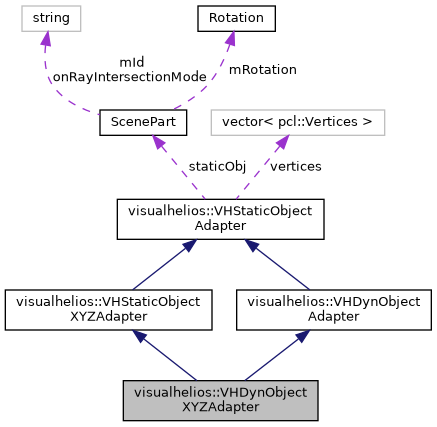 string
Rotation
mId
onRayIntersectionMode
mRotation
ScenePart
vector< pcl::Vertices >
staticObj
vertices
visualhelios::VHStaticObject
Adapter
visualhelios::VHStaticObject
XYZAdapter
visualhelios::VHDynObject
Adapter
visualhelios::VHDynObject
XYZAdapter